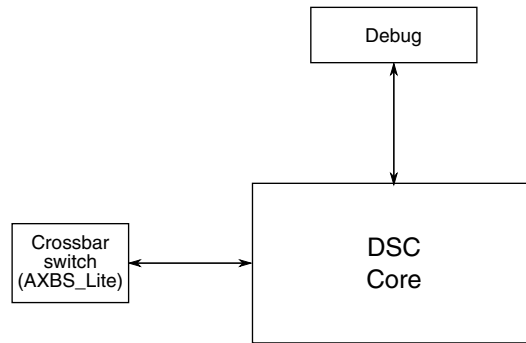 Debug
DSC
Core
Crossbar
switch
(AXBS_Lite)